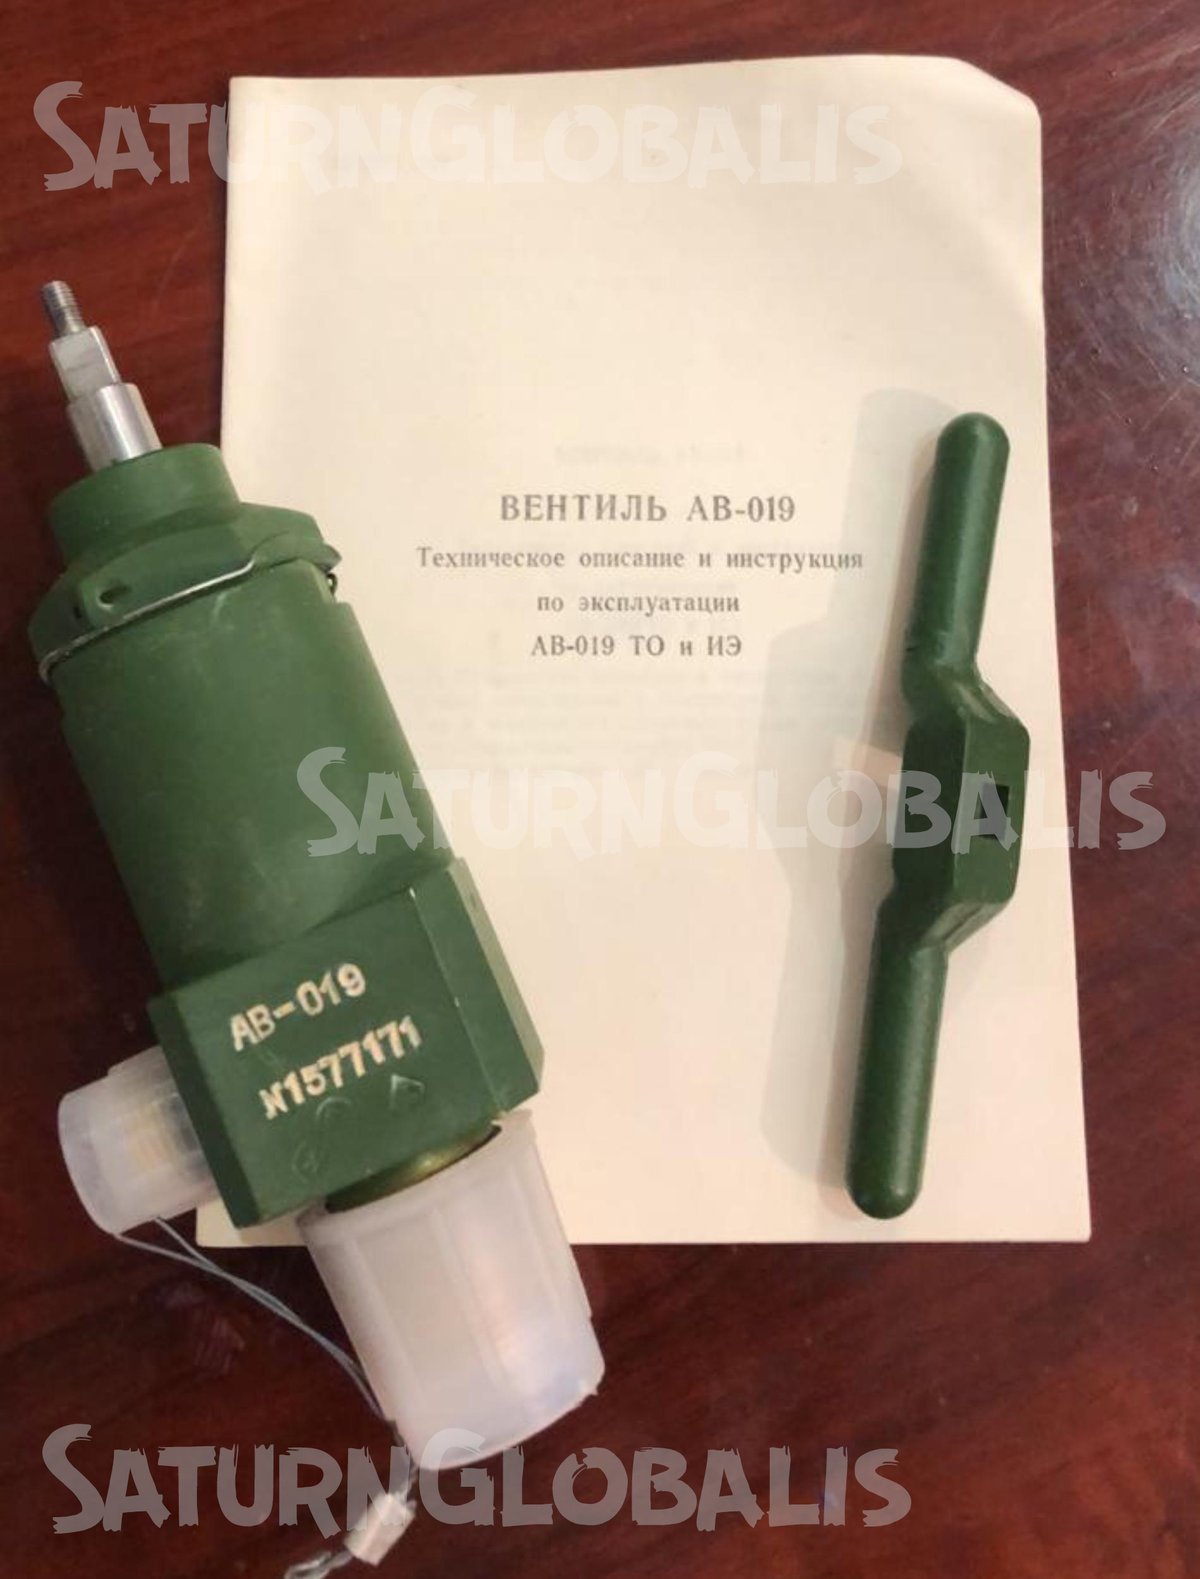 SATURNGLOBALIS
ВЕНТИЛЬ АВ-019
Техническое описание и инструкция
по эксплуатации
АВ-019 ТО и ИЭ
SATURNGLOBALIS
АВ-019
N1577171
SATURNGLOBALIS